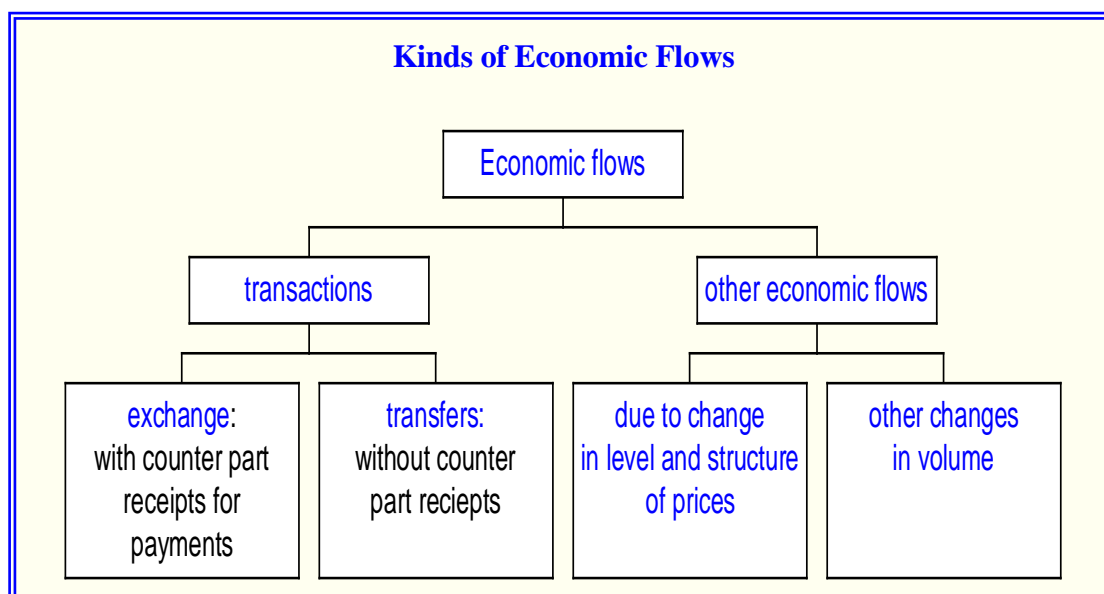 Kinds of Economic Flows
Economic flows
transactions
other economic flows
exchange:
with counter part
receipts for
payments
transfers:
without counter
part reciepts
due to change
in level and structure
of prices
other changes
in volume